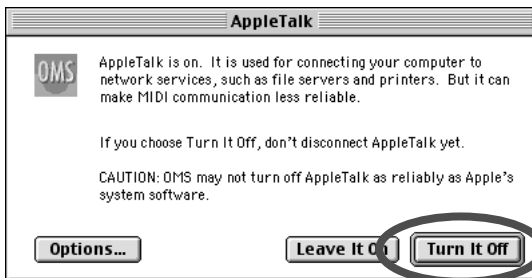 AppleTalk
OMS
AppleTalk is on. It is used for connecting your computer to
network services, such as file servers and printers. But it can
make MIDI communication less reliable.
If you choose Turn It Off, don't disconnect AppleTalk yet.
CAUTION: OMS may not turn off AppleTalk as reliably as Apple's
system software.
Options... Leave It On Turn It Off